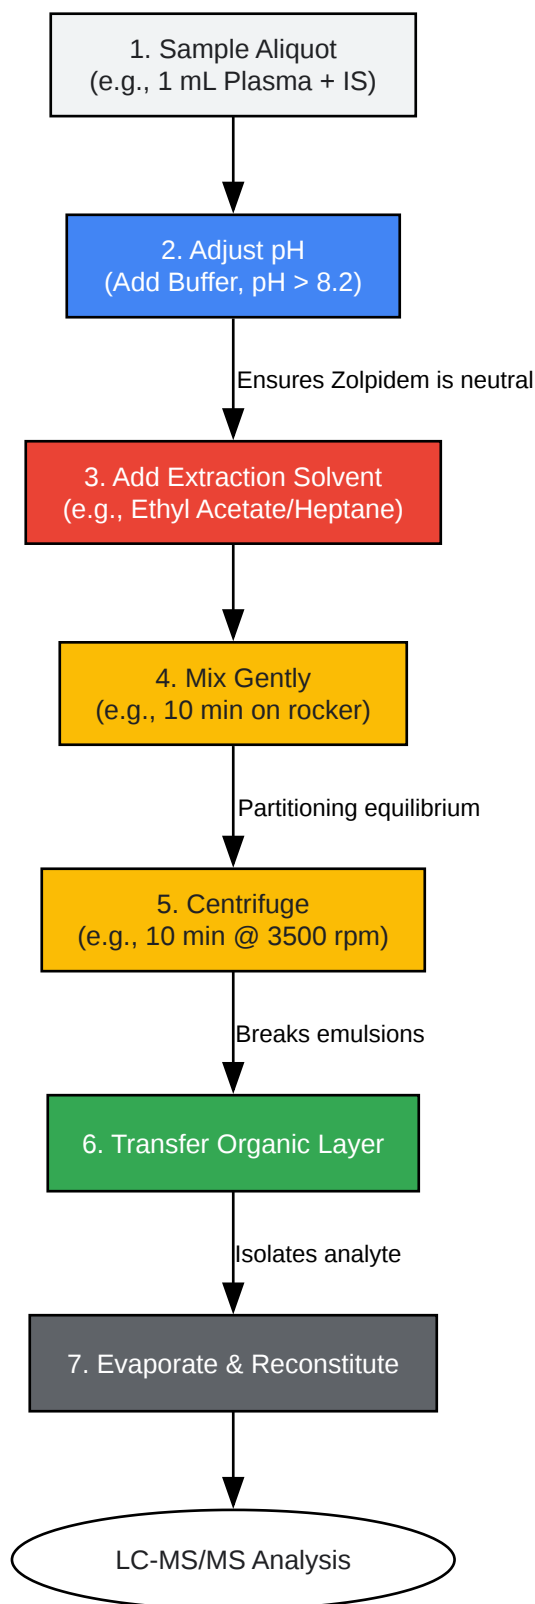 1. Sample Aliquot
(e.g., 1 mL Plasma + IS)
2. Adjust pH
(Add Buffer, pH > 8.2)
Ensures Zolpidem is neutral
3. Add Extraction Solvent
(e.g., Ethyl Acetate/Heptane)
4. Mix Gently
(e.g., 10 min on rocker)
Partitioning equilibrium
5. Centrifuge
(e.g., 10 min @ 3500 rpm)
Breaks emulsions
6. Transfer Organic Layer
Isolates analyte
7. Evaporate & Reconstitute
LC-MS/MS Analysis